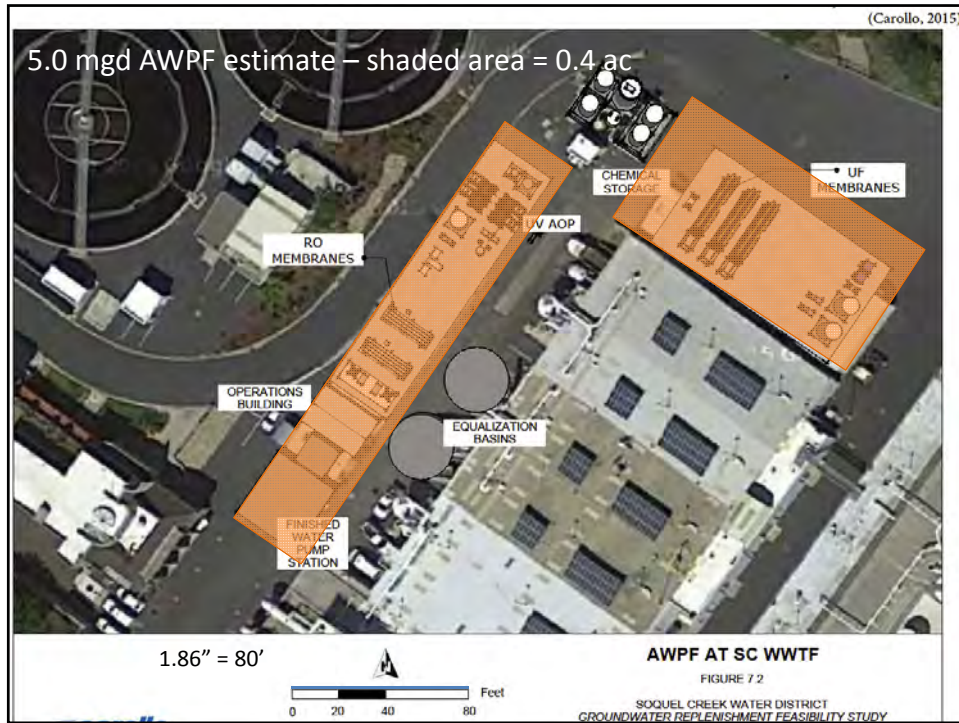 (Carollo, 2015)
5.0 mgd AWPF estimate – shaded area = 0.4 ac
CHEMICAL
STORAGE
UF
MEMBRANES
UV AOP
RO
MEMBRANES
OPERATIONS
BUILDING
EQUALIZATION
BASINS
FINISHED
WATER
PUMP
STATION
1.86” = 80’
Feet
0 20 40 80
AWPF AT SC WWTF
FIGURE 7.2
SOQUEL CREEK WATER DISTRICT
GROUNDWATER REPLENISHMENT FEASIBILITY STUDY